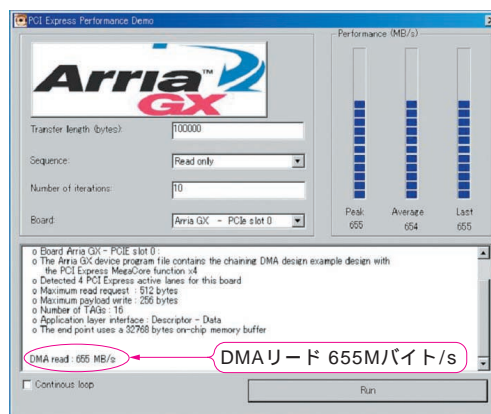 PCI Express Performance Demo
Arria™ 2
GX
Performance (MB/s)
Transfer length (bytes):
100000
Sequence:
Read only
Number of iterations:
10
Board:
Arria GX - PCIe slot 0
Peak
Average
Last
655
654
655
o Board Arria GX - PCIE slot 0 :
o The Arria GX device program file contains the chaining DMA design example design with
the PCI Express MegaCore function x4
o Detected 4 PCI Express active lanes for this board
o Maximum read request : 512 bytes
o Maximum payload write : 256 bytes
o Number of TAGs : 16
o Application layer interface : Descriptor - Data
o The end point uses a 32768 bytes on-chip memory buffer
DMA read : 655 MB/s
DMAリード 655Mバイト/s
Continous loop
Run